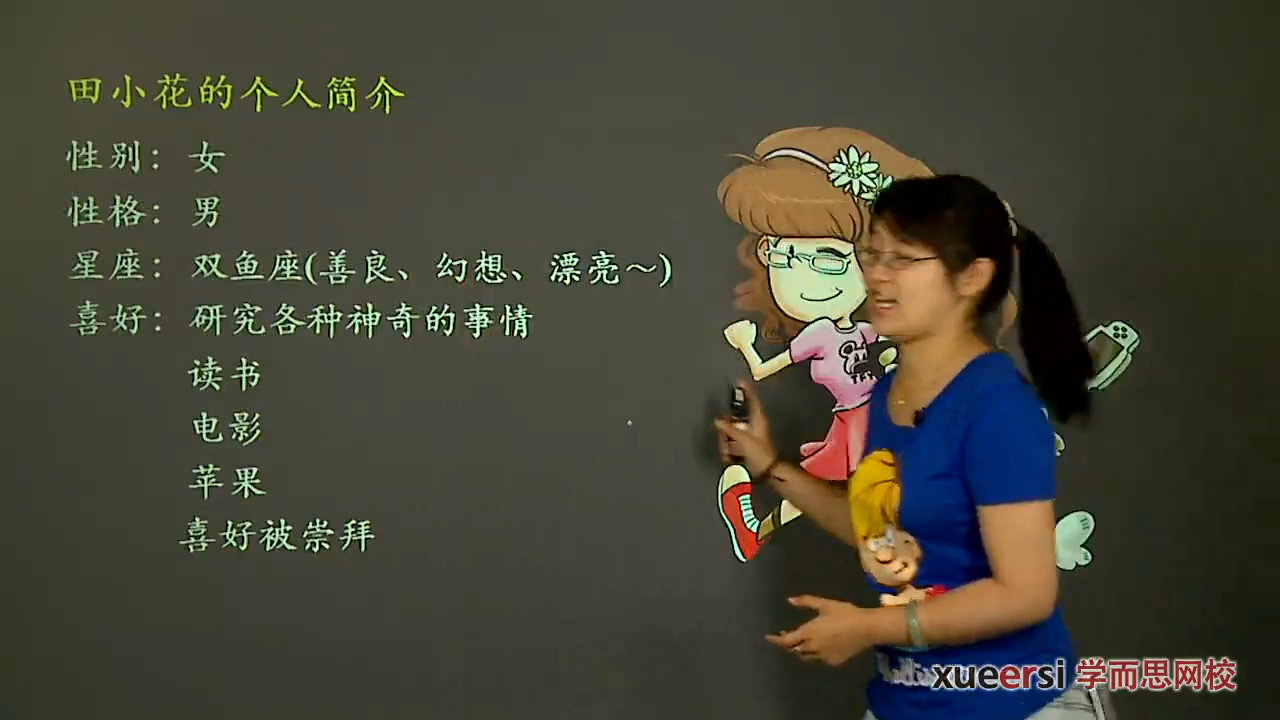 田小花的个人简介
性别：女
性格：男
星座：双鱼座(善良、幻想、漂亮～)
喜好：研究各种神奇的事情
读书
电影
苹果
喜好被崇拜
xueersi 学而思网校